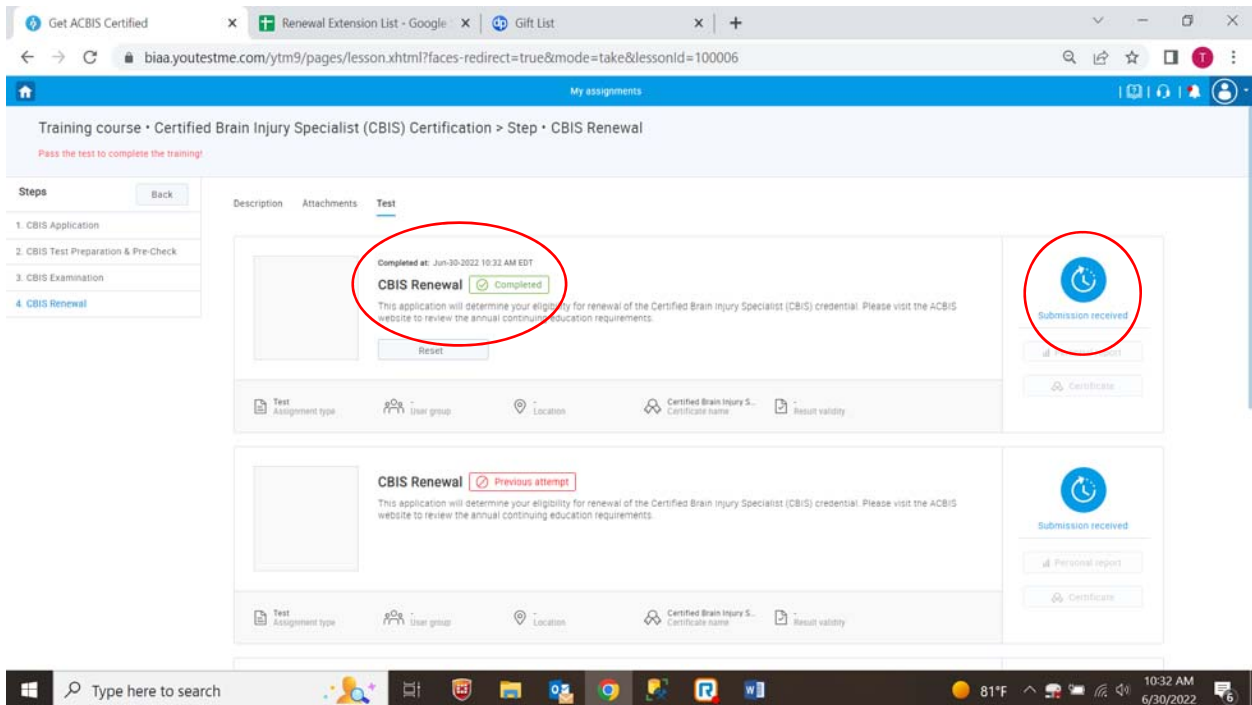 Get ACBIS Certified
Renewal Extension List - Google
Gift List
biaa.youtestme.com/ytm9/pages/lesson.xhtml?faces-redirect=true&mode=take&lessonId=100006
T
My assignments
Training course • Certified Brain Injury Specialist (CBIS) Certification > Step • CBIS Renewal
Pass the test to complete the training!
Steps
Back
1. CBIS Application
2. CBIS Test Preparation & Pre-Check
3. CBIS Examination
4. CBIS Renewal
Description Attachments Test
Completed at: Jun-30-2022 10:32 AM EDT
CBIS Renewal Completed
This application will determine your eligibility for renewal of the Certified Brain Injury Specialist (CBIS) credential. Please visit the ACBIS
website to review the annual continuing education requirements.
Reset
Submission received
Personal report
Certificate
Test
Assignment type
-
User group
-
Location
Certified Brain Injury S...
Certificate name
-
Result validity
CBIS Renewal Previous attempt
This application will determine your eligibility for renewal of the Certified Brain Injury Specialist (CBIS) credential. Please visit the ACBIS
website to review the annual continuing education requirements.
Submission received
Personal report
Certificate
Test
Assignment type
-
User group
-
Location
Certified Brain Injury S...
Certificate name
-
Result validity
Type here to search
81°F
10:32 AM
6/30/2022
6